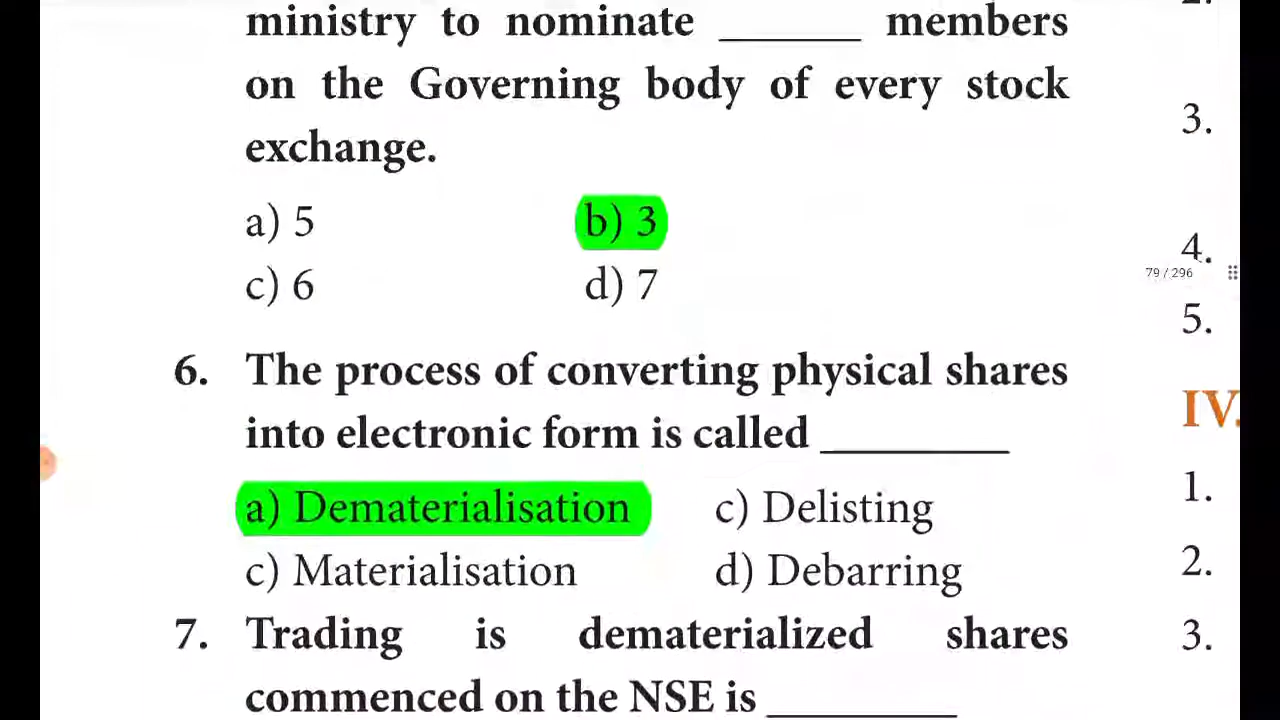 ministry to nominate ______ members
on the Governing body of every stock
exchange.
a) 5 b) 3
c) 6 d) 7
6. The process of converting physical shares
into electronic form is called ________
a) Dematerialisation c) Delisting
c) Materialisation d) Debarring
7. Trading is dematerialized shares
commenced on the NSE is ________
3.
4.
79 / 296
5.
IV.
1.
2.
3.